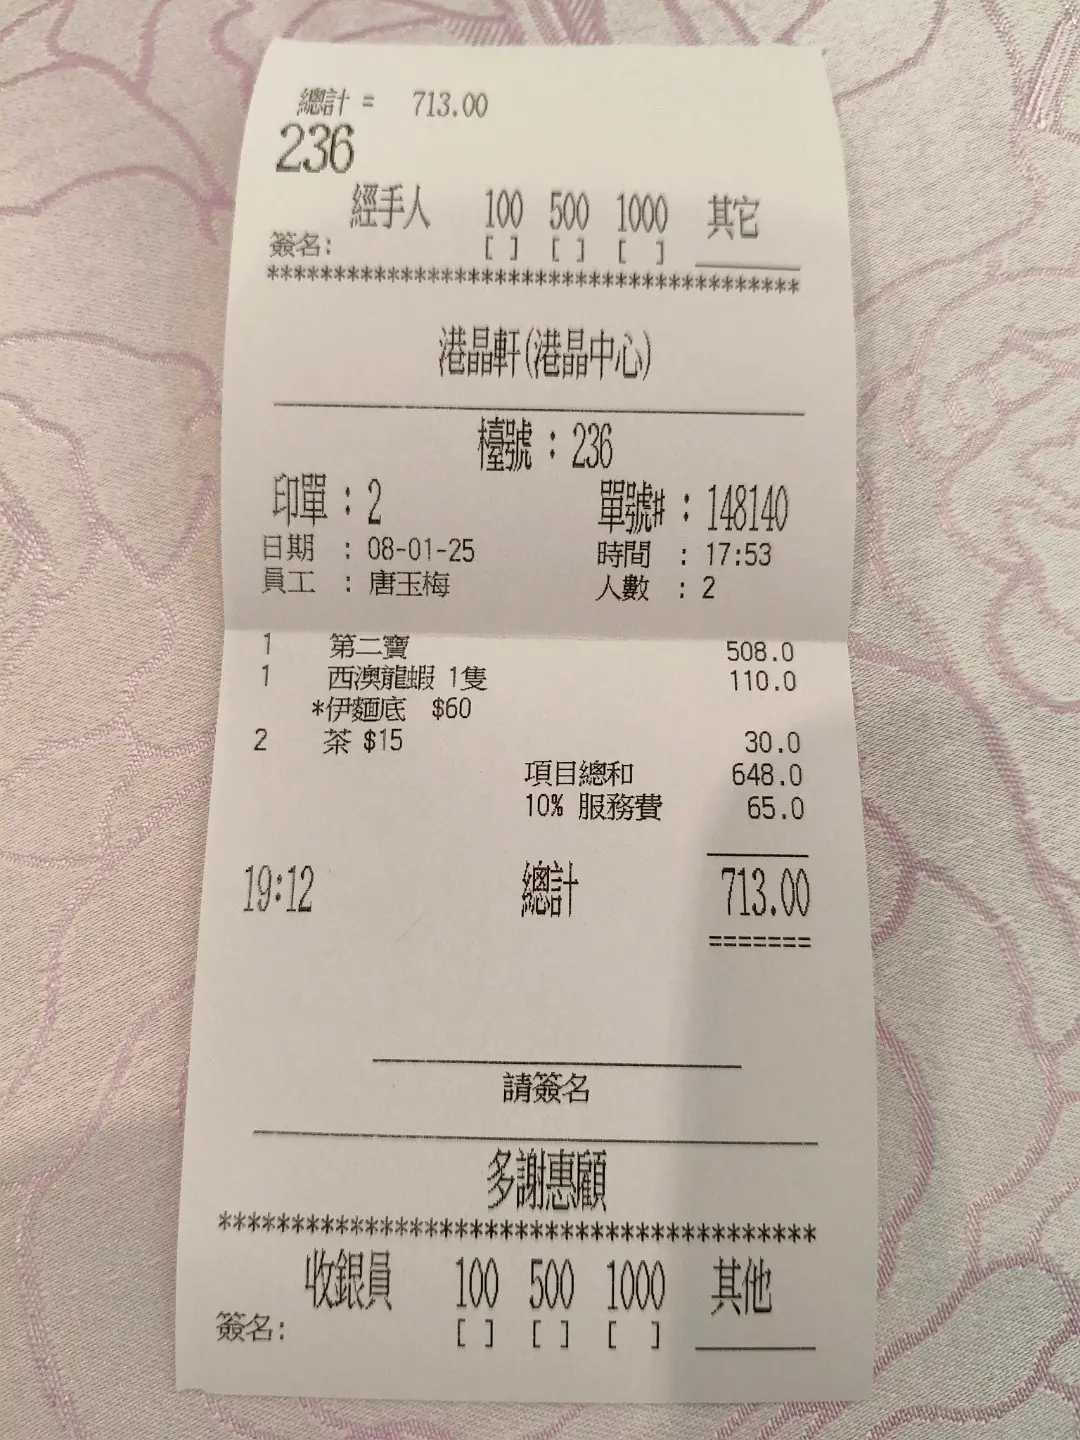 總計 = 713.00
236
經手人 100 500 1000 其它
簽名: [ ] [ ] [ ]
****************************************
港晶軒(港晶中心)
檯號 : 236
印單 : 2 單號# : 148140
日期 : 08-01-25 時間 : 17:53
員工 : 唐玉梅 人數 : 2
1 第二寶 508.0
1 西澳龍蝦 1隻 110.0
*伊麵底 $60
2 茶 $15 30.0
項目總和 648.0
10% 服務費 65.0
19:12 總計 713.00
=======
請簽名
多謝惠顧
****************************************
收銀員 100 500 1000 其他
簽名: [ ] [ ] [ ]